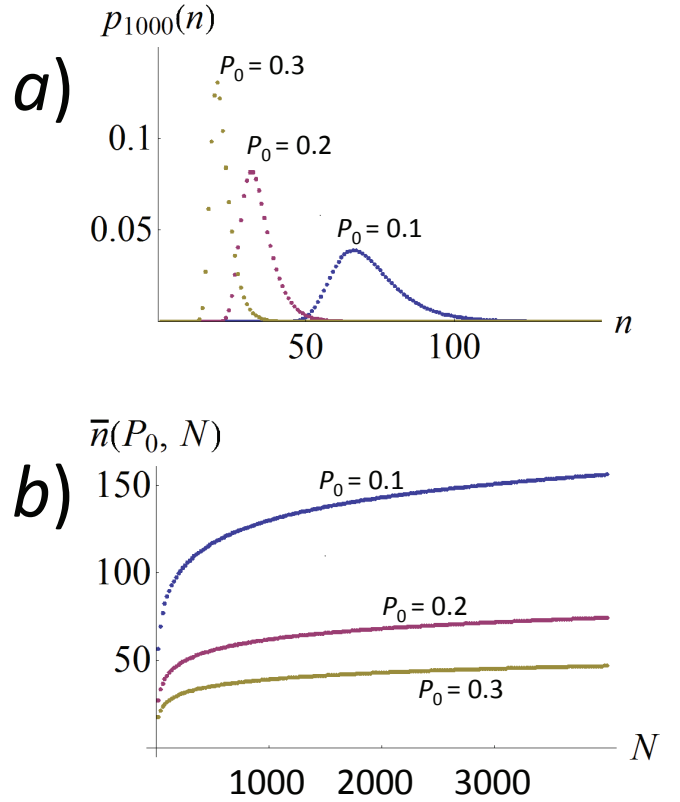 p1000(n)
a)
P0 = 0.3
0.1
P0 = 0.2
0.05
P0 = 0.1
50 100 n
n̅(P0, N)
b)
150
P0 = 0.1
100
P0 = 0.2
50
P0 = 0.3
N
1000 2000 3000